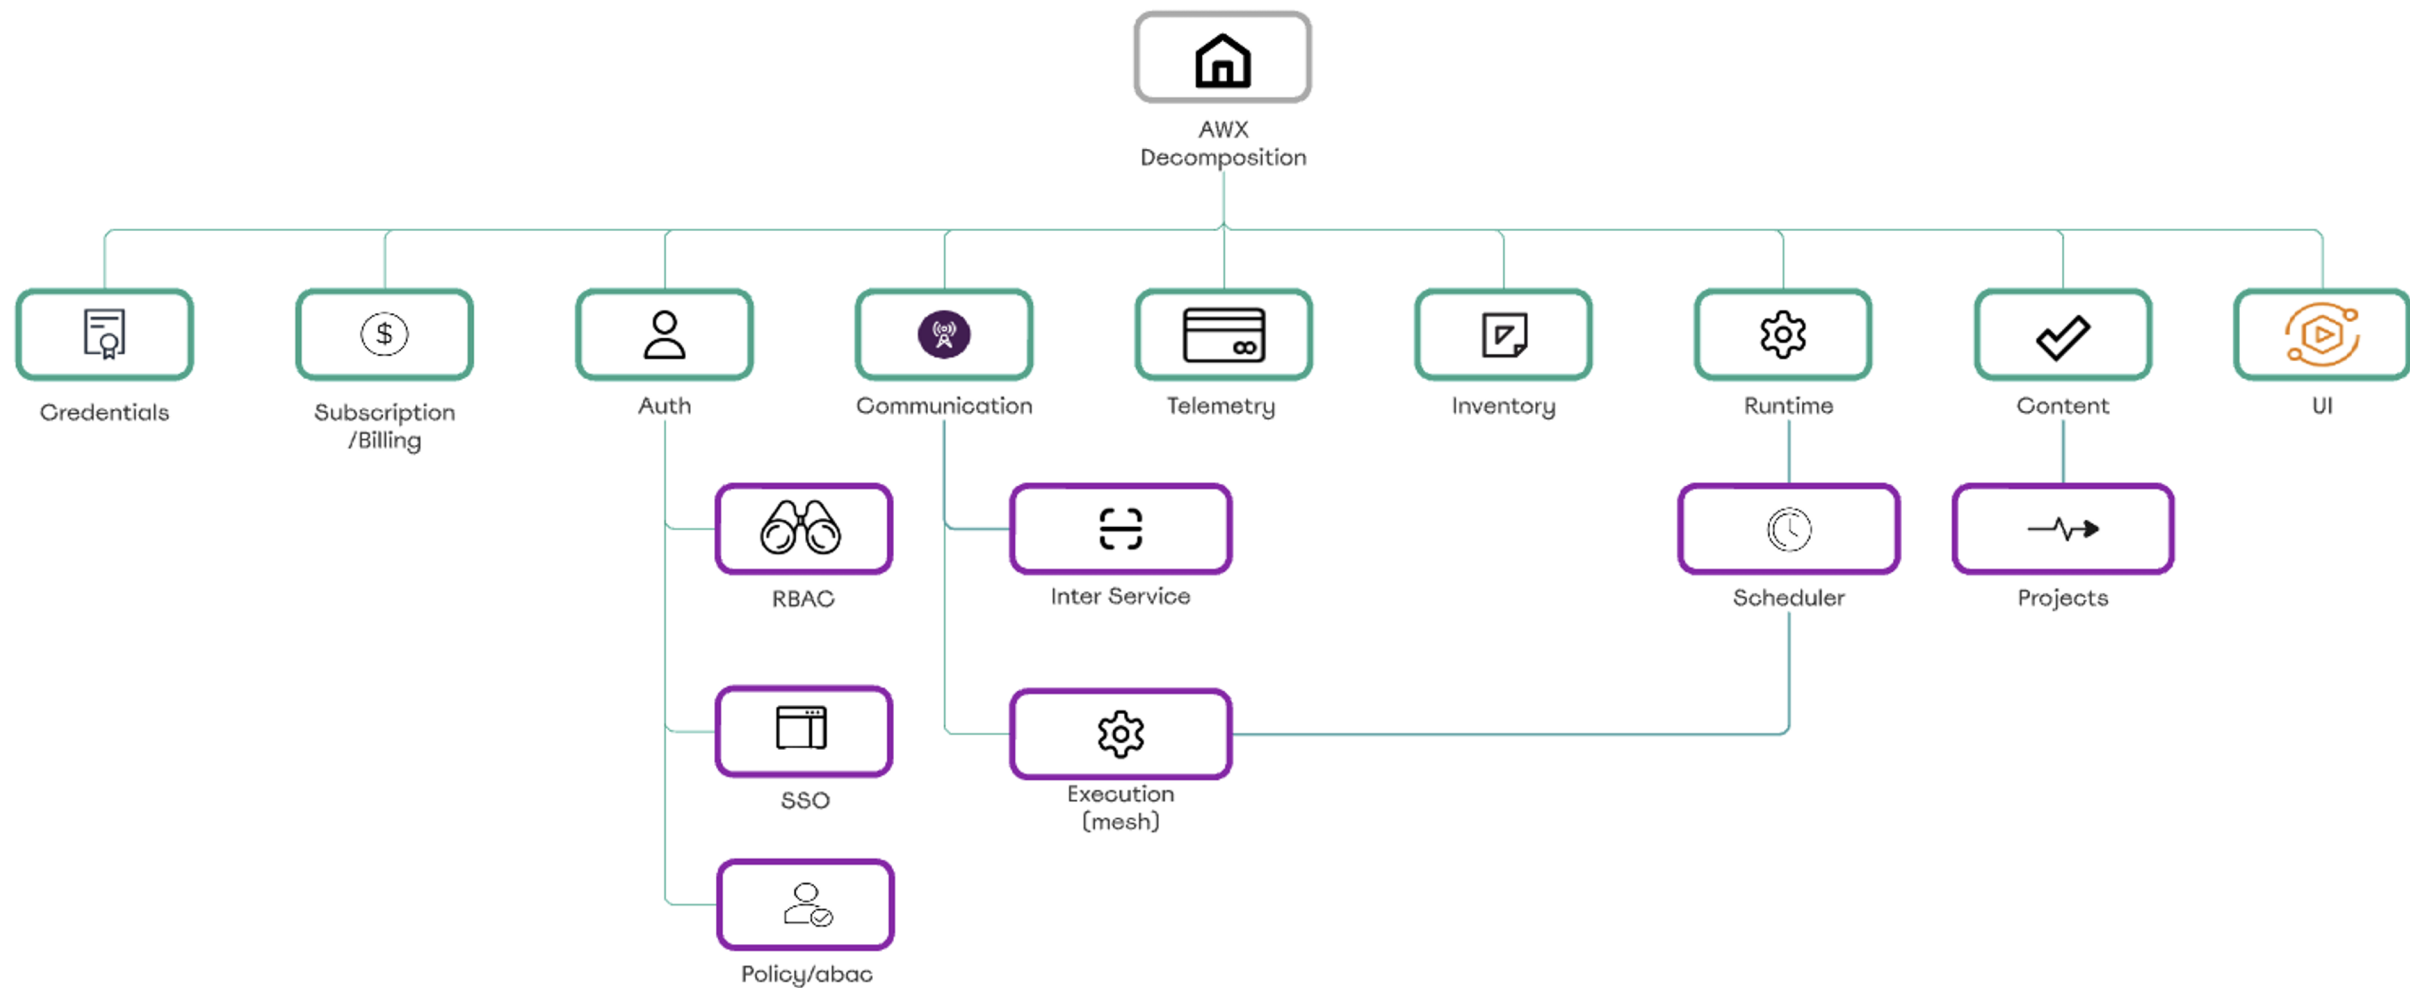 AWX
Decomposition
Credentials
Subscription
/Billing
Auth
Communication
Telemetry
Inventory
Runtime
Content
UI
RBAC
Inter Service
Scheduler
Projects
SSO
Execution
(mesh)
Policy/abac